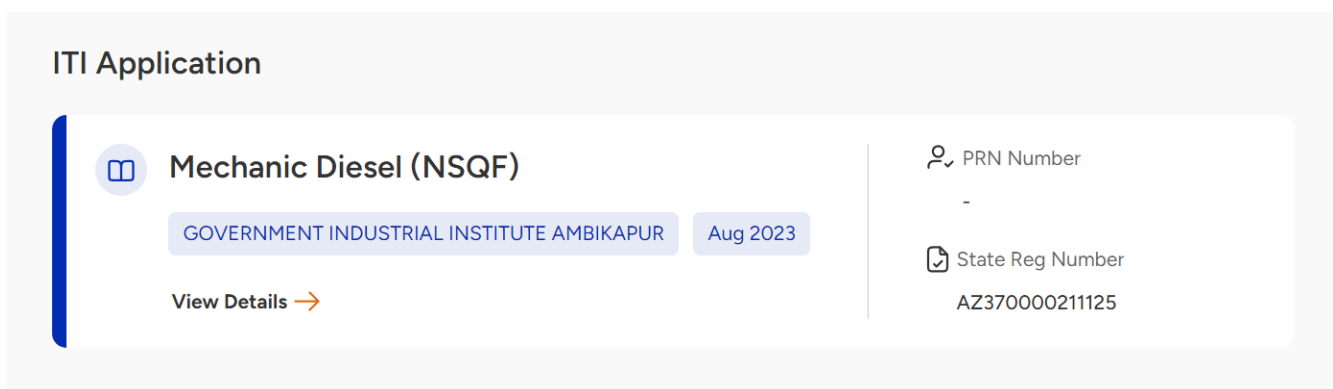 ITI Application
Mechanic Diesel (NSQF)
GOVERNMENT INDUSTRIAL INSTITUTE AMBIKAPUR
Aug 2023
View Details
PRN Number
-
State Reg Number
AZ370000211125